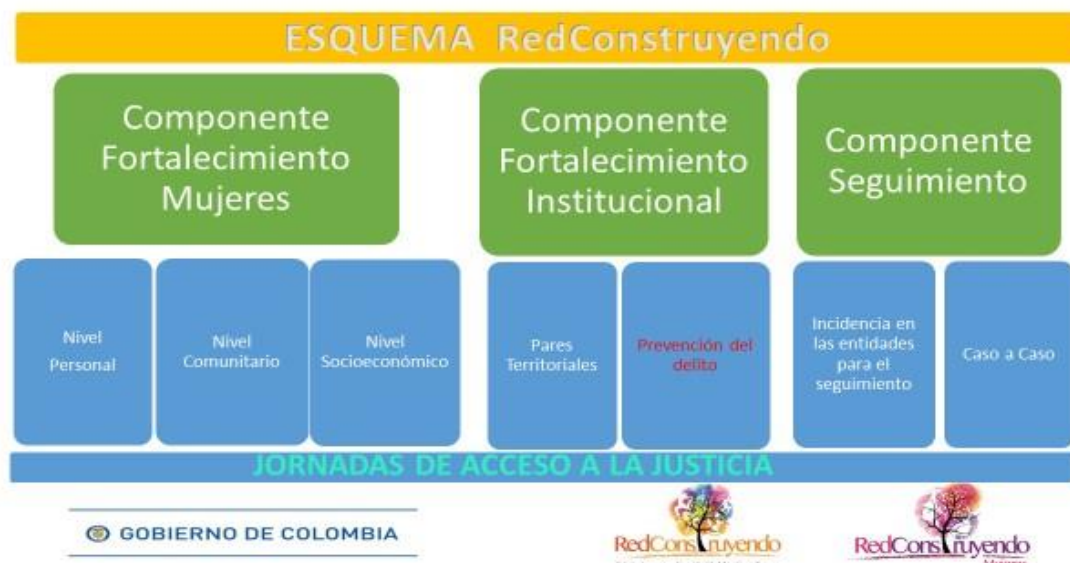 ESQUEMA RedConstruyendo
Componente
Fortalecimiento
Mujeres
Componente
Fortalecimiento
Institucional
Componente
Seguimiento
Nivel
Personal
Nivel
Comunitario
Nivel
Socioeconómico
Pares
Territoriales
Prevención del
delito
Incidencia en
las entidades
para el
seguimiento
Caso a Caso
JORNADAS DE ACCESO A LA JUSTICIA
GOBIERNO DE COLOMBIA
RedConstruyendo
RedConstruyendo
Mujeres